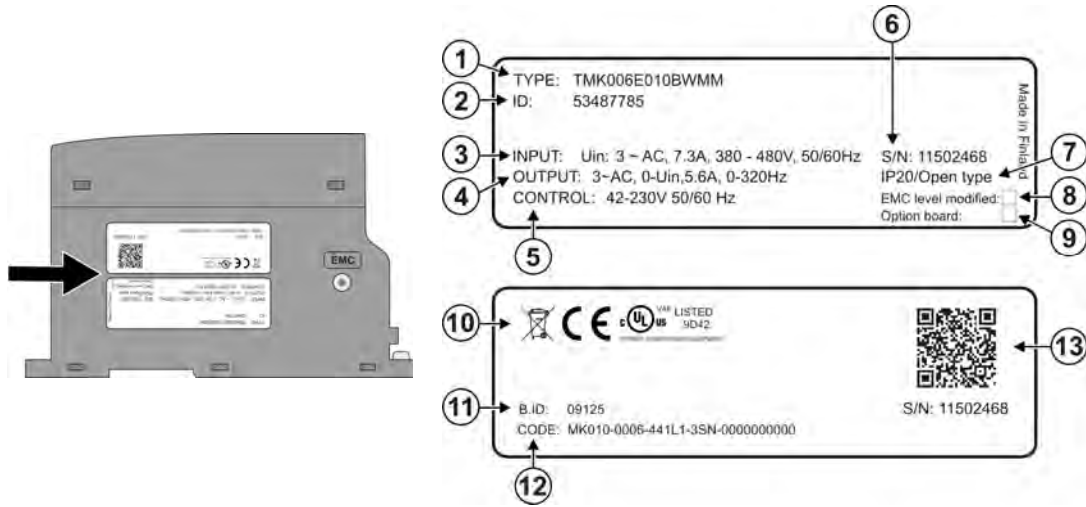 EMC
1
TYPE: TMK006E010BWMM
2
ID: 53487785
3
INPUT: Uin: 3 ~ AC, 7.3A, 380 - 480V, 50/60Hz
4
OUTPUT: 3~AC, 0-Uin,5.6A, 0-320Hz
CONTROL: 42-230V 50/60 Hz
5
6
S/N: 11502468
7
IP20/Open type
EMC level modified:
8
Option board:
9
Made in Finland
10
CE
C UL US LISTED
9D42
11
B.ID: 09125
CODE: MK010-0006-441L1-3SN-0000000000
12
13
S/N: 11502468